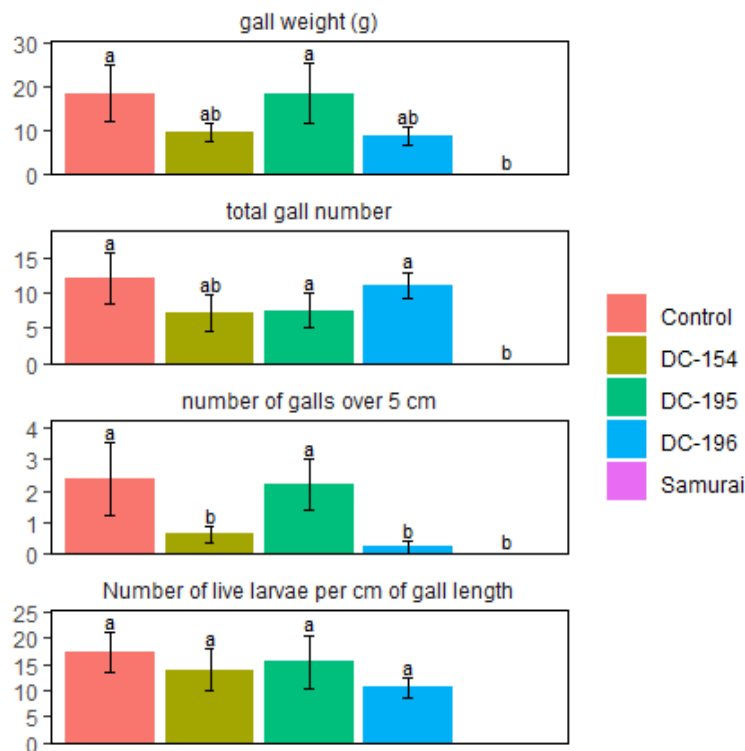 gall weight (g)
30
20
10
0
a
ab
a
ab
b
total gall number
15
10
5
0
a
ab
a
a
b
number of galls over 5 cm
4
3
2
1
0
a
b
a
b
b
Number of live larvae per cm of gall length
25
20
15
10
5
0
a
a
a
a
Control
DC-154
DC-195
DC-196
Samurai